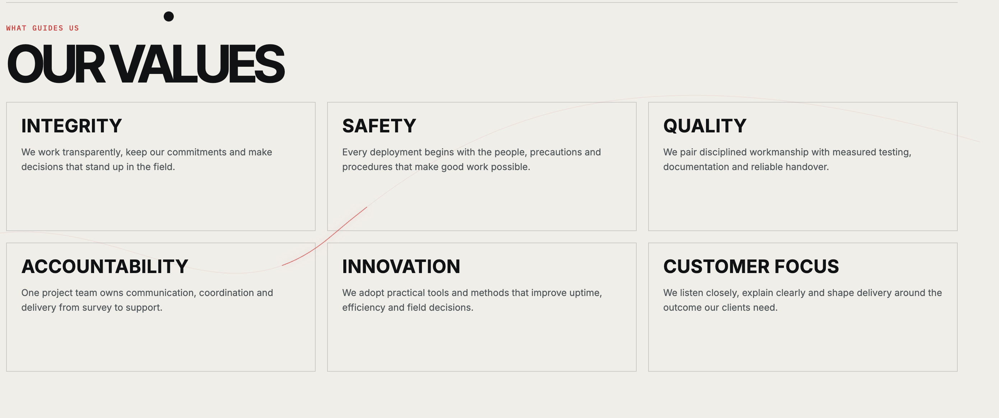 WHAT GUIDES US
OUR VALUES
INTEGRITY
We work transparently, keep our commitments and make
decisions that stand up in the field.
SAFETY
Every deployment begins with the people, precautions and
procedures that make good work possible.
QUALITY
We pair disciplined workmanship with measured testing,
documentation and reliable handover.
ACCOUNTABILITY
One project team owns communication, coordination and
delivery from survey to support.
INNOVATION
We adopt practical tools and methods that improve uptime,
efficiency and field decisions.
CUSTOMER FOCUS
We listen closely, explain clearly and shape delivery around the
outcome our clients need.